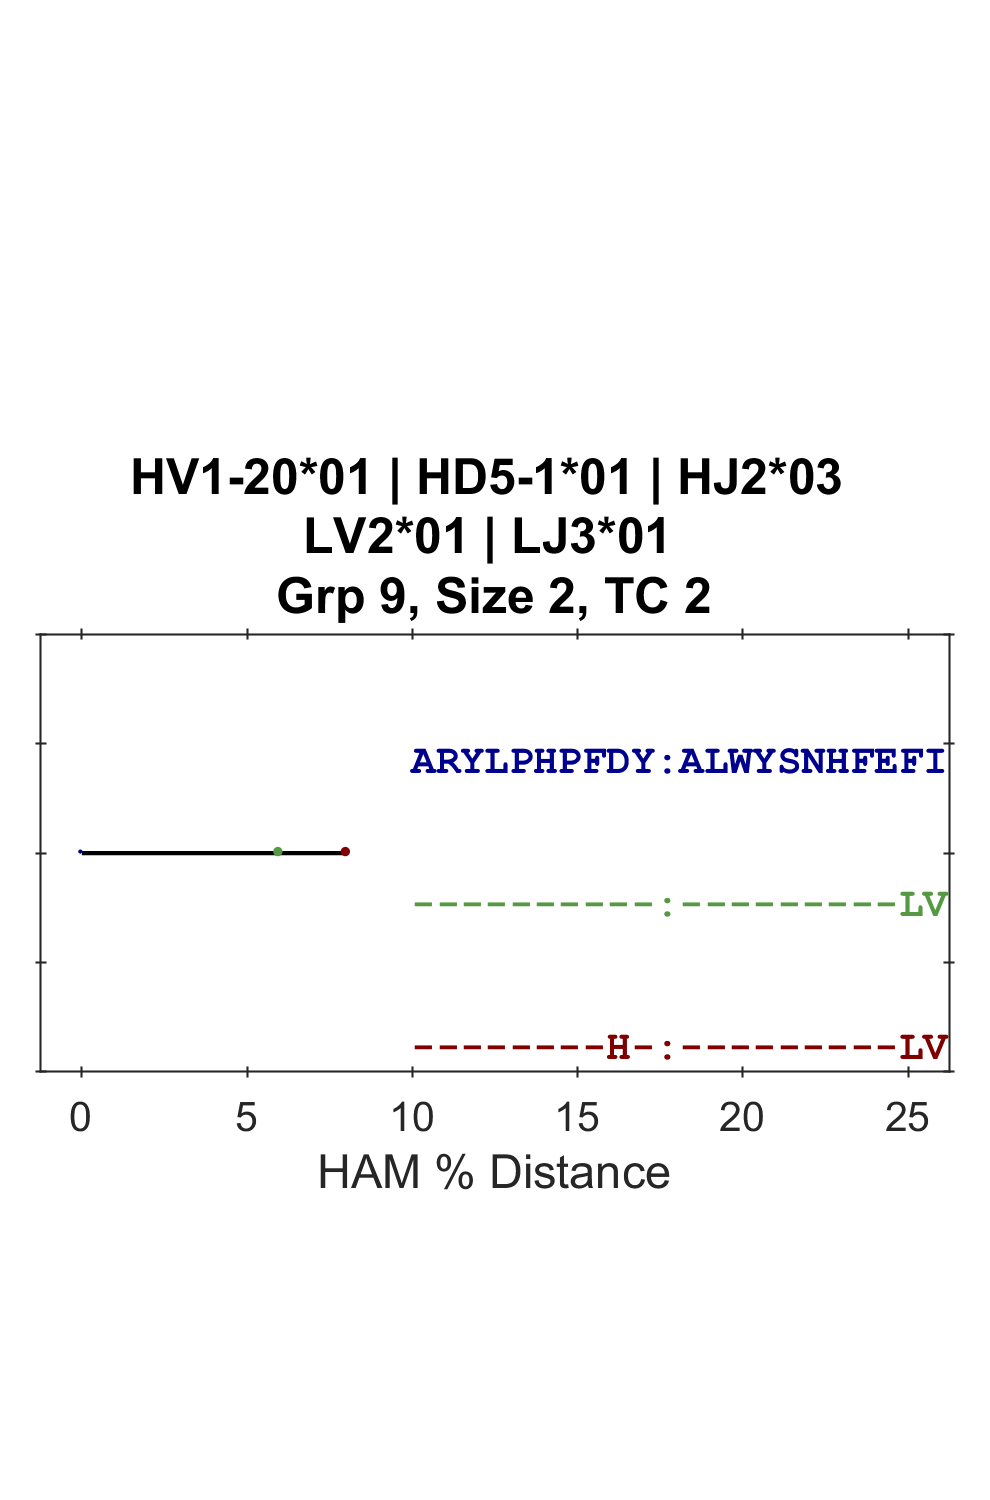 HV1-20*01 | HD5-1*01 | HJ2*03
LV2*01 | LJ3*01
Grp 9, Size 2, TC 2
ARYLPHPFDY:ALWYSNHFEFI
----------:---------LV
--------H-:---------LV
0 5 10 15 20 25
HAM % Distance